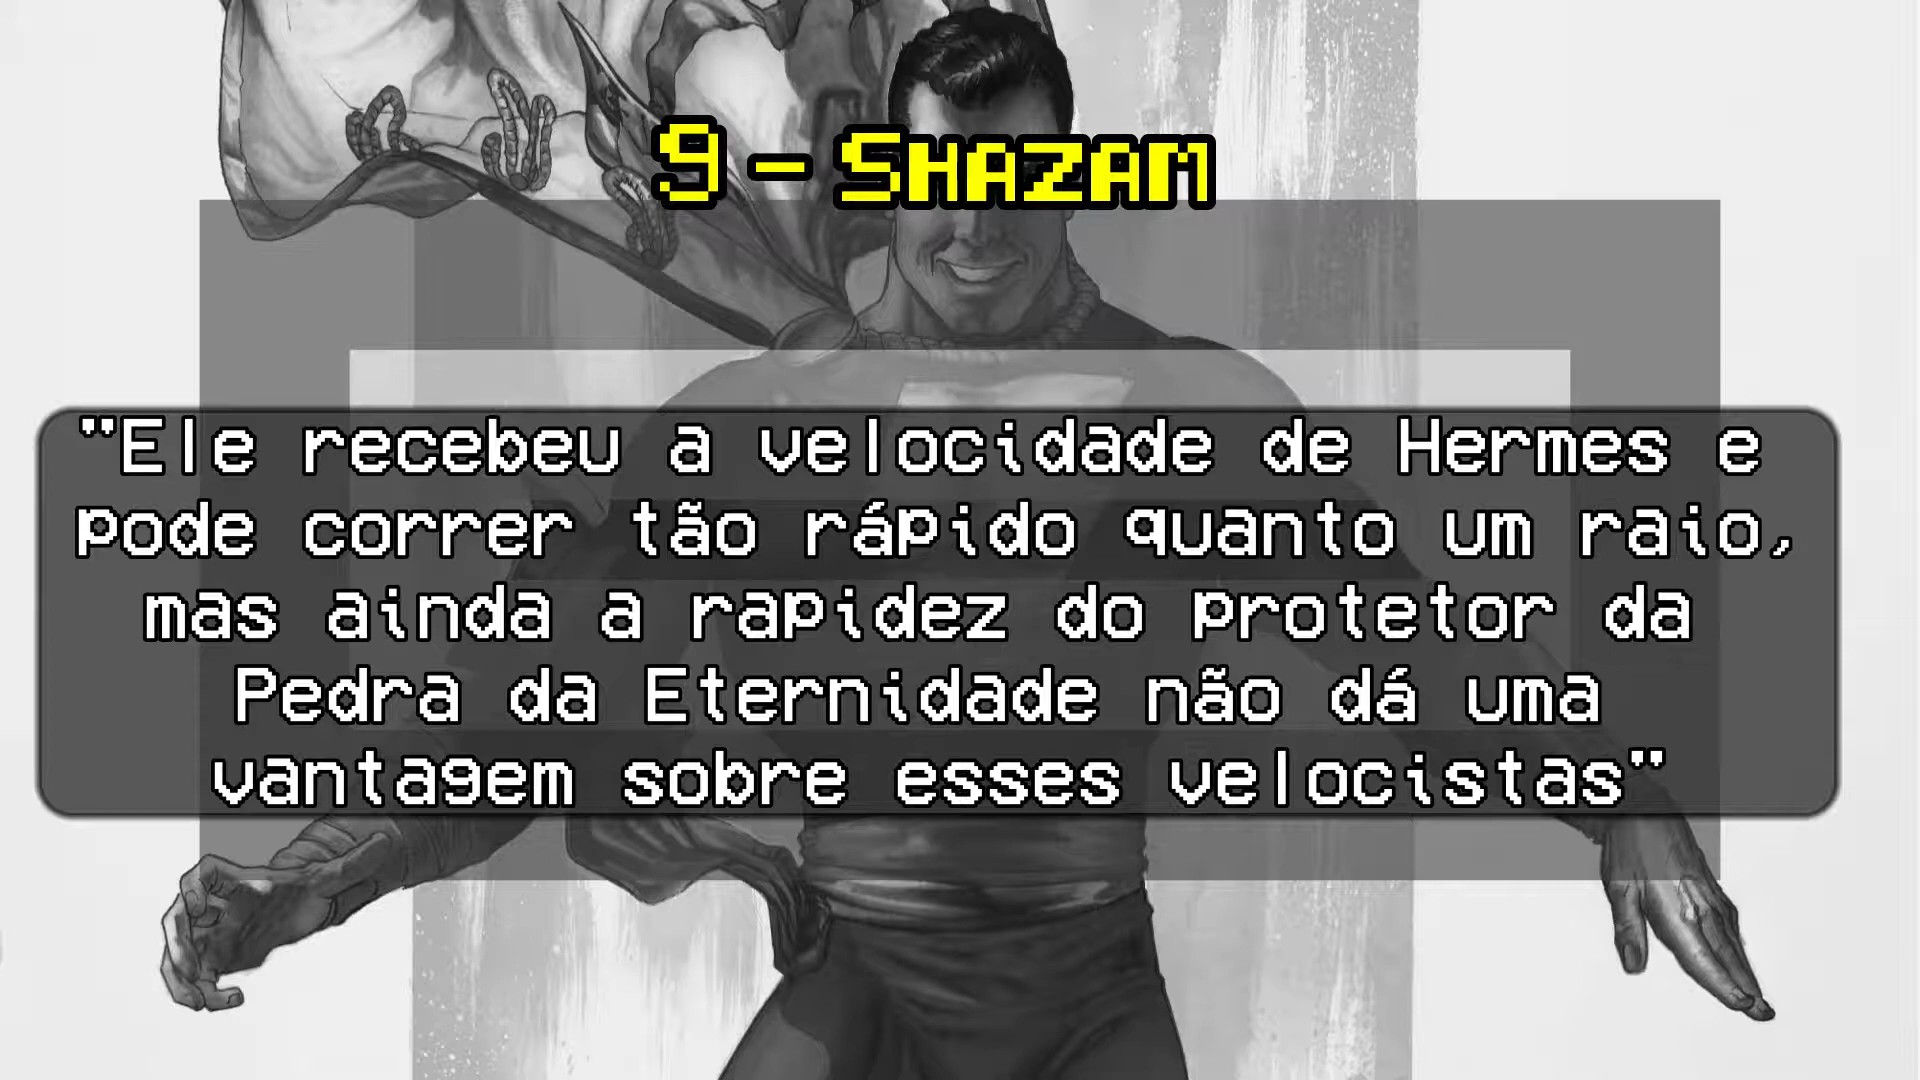 9 - SHAZAM
"Ele recebeu a velocidade de Hermes e
pode correr tão rápido quanto um raio,
mas ainda a rapidez do protetor da
Pedra da Eternidade não dá uma
vantagem sobre esses velocistas"